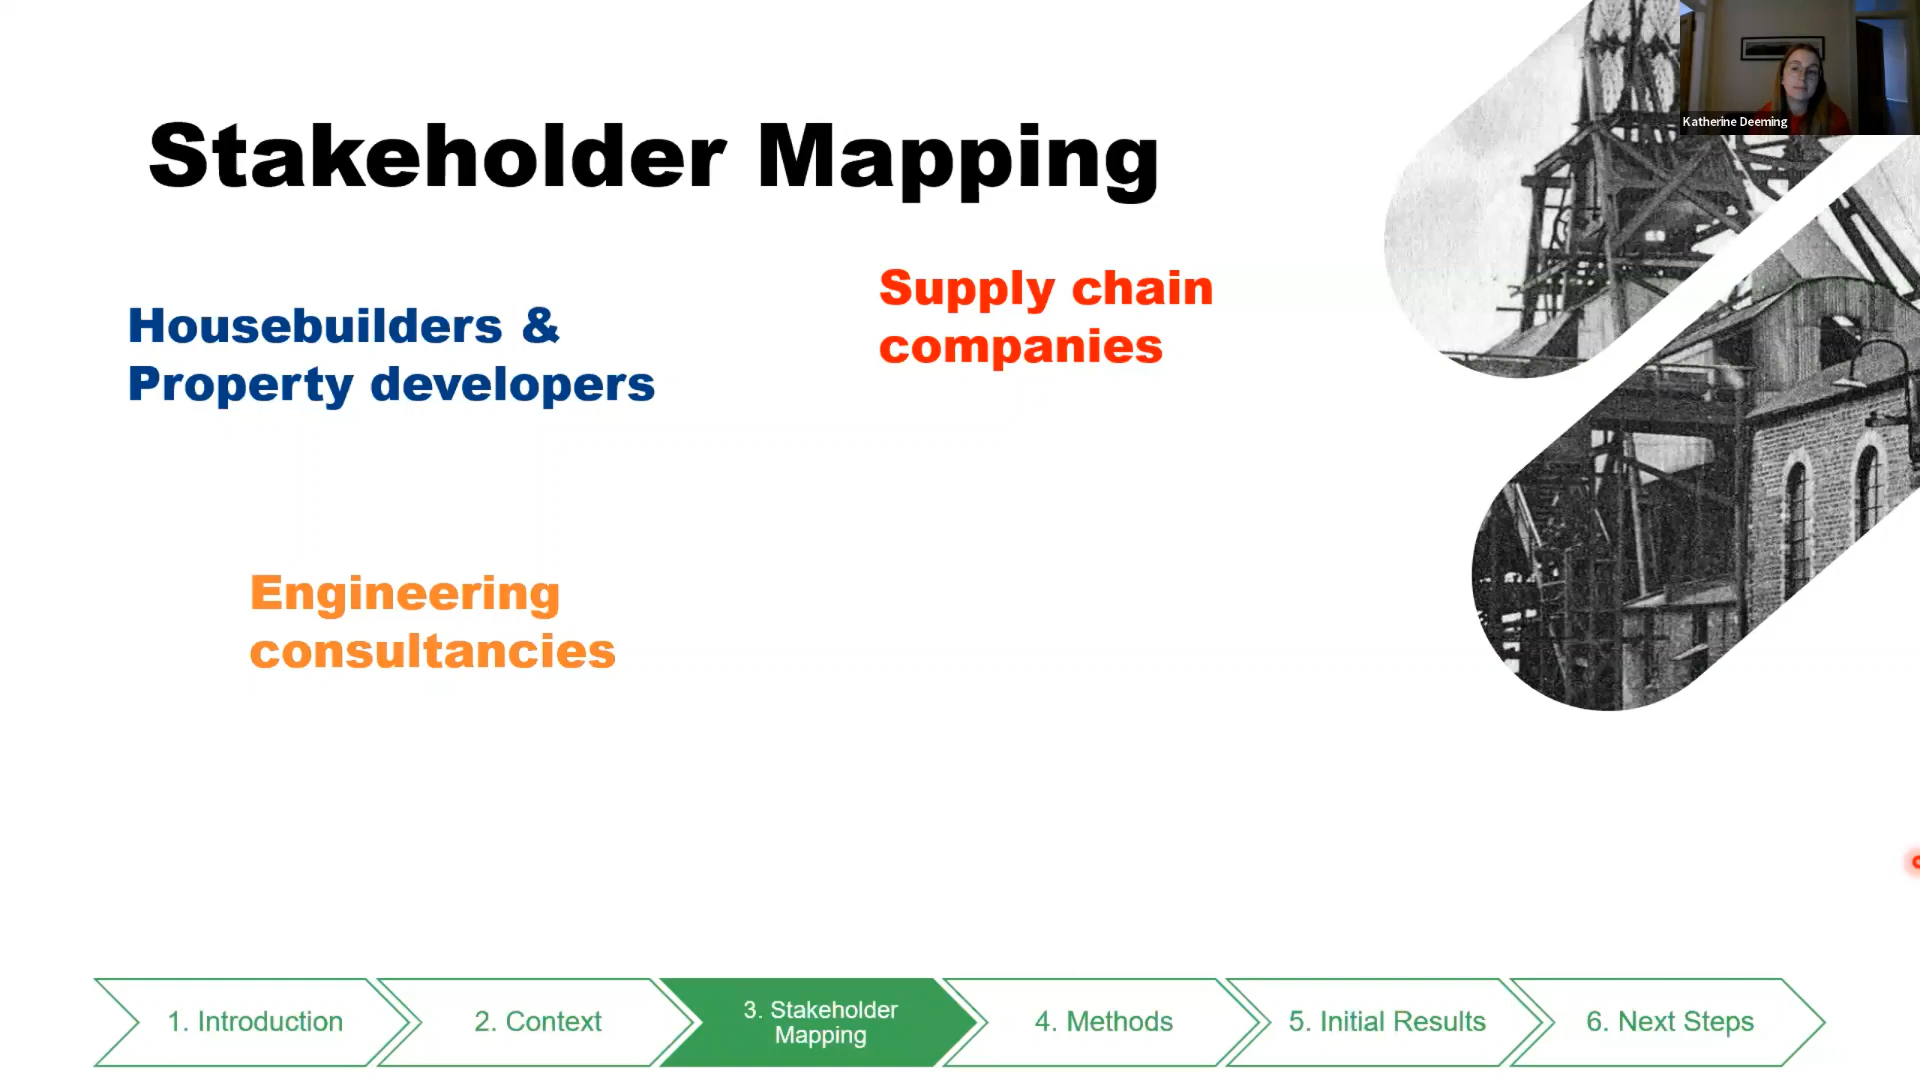 Katherine Deeming
Stakeholder Mapping
Supply chain
companies
Housebuilders &
Property developers
Engineering
consultancies
1. Introduction
2. Context
3. Stakeholder
Mapping
4. Methods
5. Initial Results
6. Next Steps